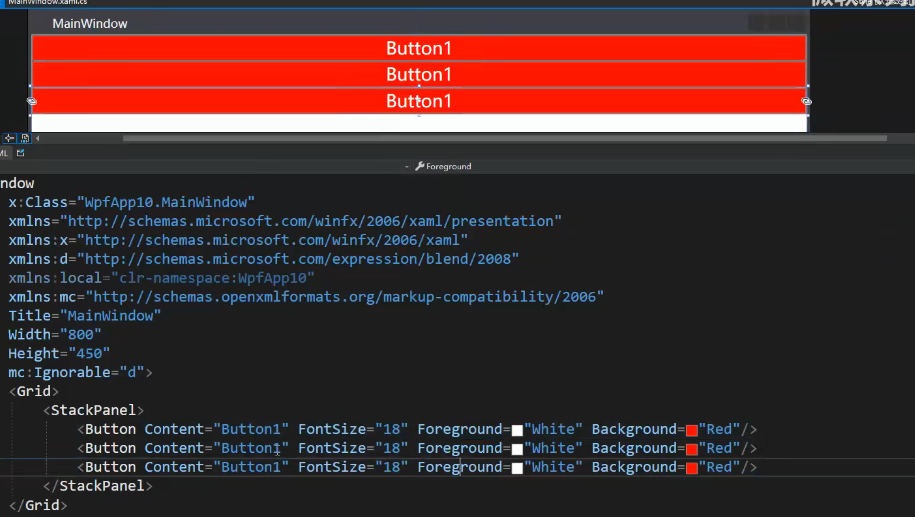 MainWindow.xaml.cs
MainWindow
Button1
Button1
Button1
ML
Foreground
ndow
x:Class="WpfApp10.MainWindow"
xmlns="http://schemas.microsoft.com/winfx/2006/xaml/presentation"
xmlns:x="http://schemas.microsoft.com/winfx/2006/xaml"
xmlns:d="http://schemas.microsoft.com/expression/blend/2008"
xmlns:local="clr-namespace:WpfApp10"
xmlns:mc="http://schemas.openxmlformats.org/markup-compatibility/2006"
Title="MainWindow"
Width="800"
Height="450"
mc:Ignorable="d">
<Grid>
<StackPanel>
<Button Content="Button1" FontSize="18" Foreground="White" Background="Red"/>
<Button Content="Button1" FontSize="18" Foreground="White" Background="Red"/>
<Button Content="Button1" FontSize="18" Foreground="White" Background="Red"/>
</StackPanel>
</Grid>